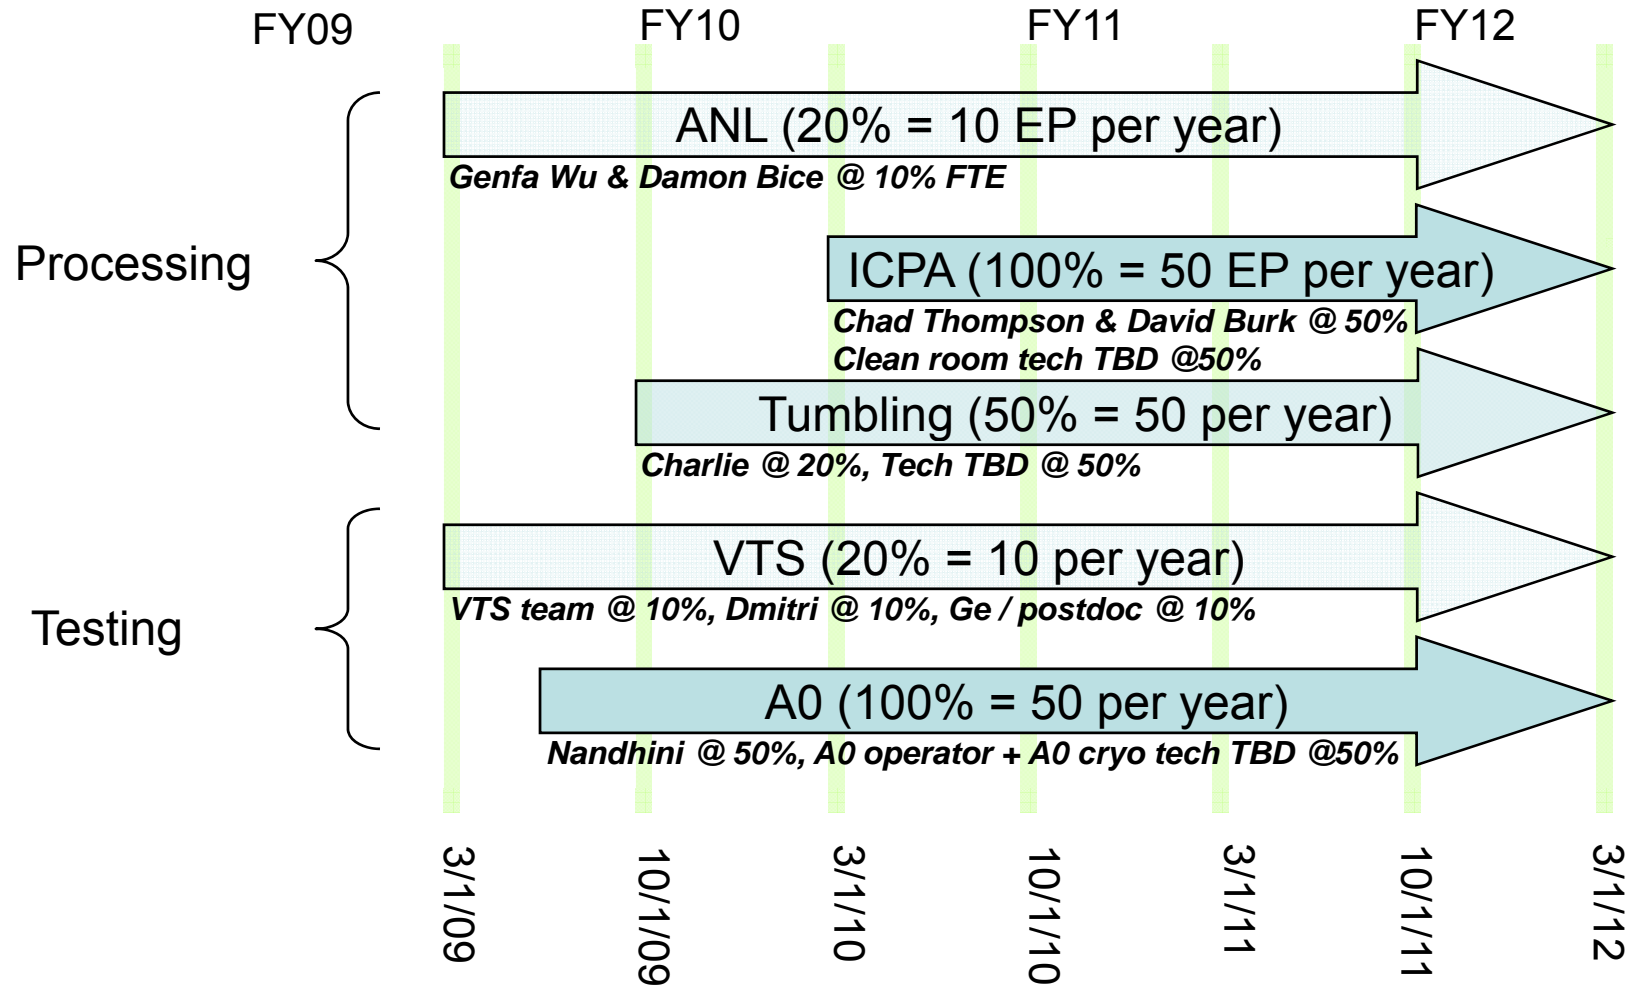 FY09 FY10 FY11 FY12
ANL (20% = 10 EP per year)
Genfa Wu & Damon Bice @ 10% FTE
Processing
ICPA (100% = 50 EP per year)
Chad Thompson & David Burk @ 50%
Clean room tech TBD @50%
Tumbling (50% = 50 per year)
Charlie @ 20%, Tech TBD @ 50%
Testing
VTS (20% = 10 per year)
VTS team @ 10%, Dmitri @ 10%, Ge / postdoc @ 10%
A0 (100% = 50 per year)
Nandhini @ 50%, A0 operator + A0 cryo tech TBD @50%
3/1/09
10/1/09
3/1/10
10/1/10
3/1/11
10/1/11
3/1/12